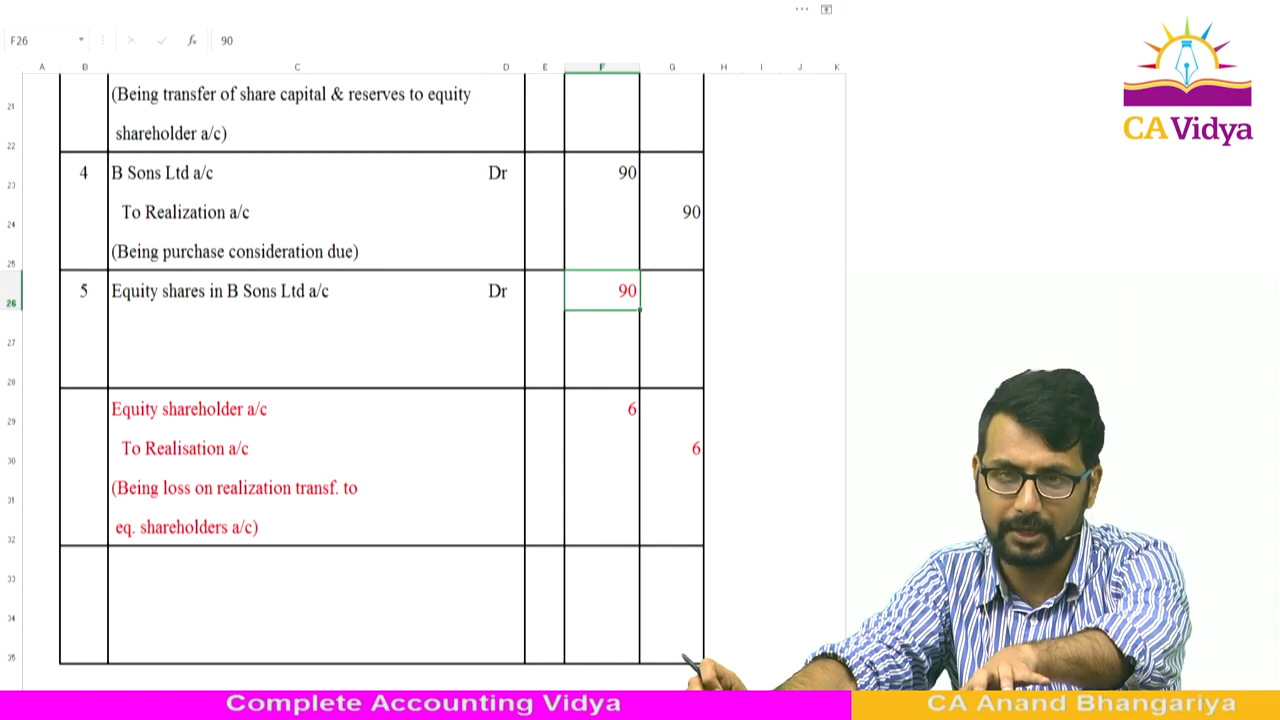 F26
fx
90
A B C D E F G H I J K
21 (Being transfer of share capital & reserves to equity
22 shareholder a/c)
23 4 B Sons Ltd a/c Dr 90
24 To Realization a/c 90
25 (Being purchase consideration due)
26 5 Equity shares in B Sons Ltd a/c Dr 90
27
28
29 Equity shareholder a/c 6
30 To Realisation a/c 6
31 (Being loss on realization transf. to
32 eq. shareholders a/c)
33
34
35
CA Vidya
Complete Accounting Vidya
CA Anand Bhangariya